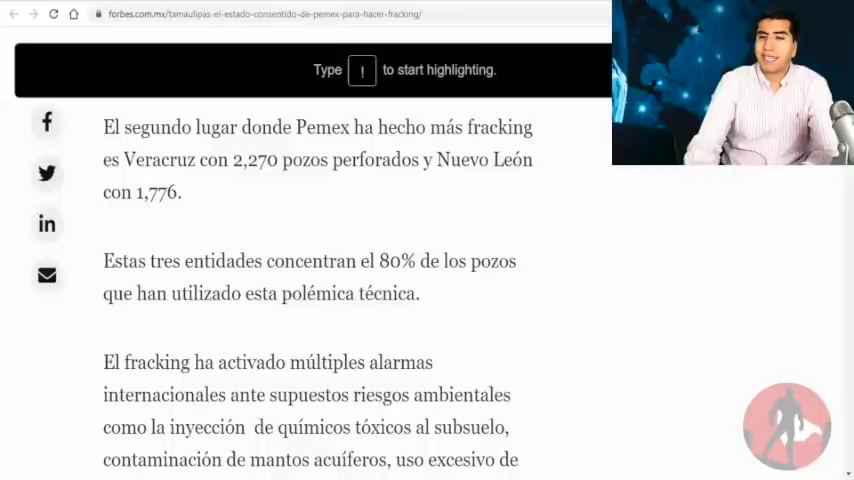 forbes.com.mx/tamaulipas-el-estado-consentido-de-pemex-para-hacer-fracking/
Type ! to start highlighting.
El segundo lugar donde Pemex ha hecho más fracking
es Veracruz con 2,270 pozos perforados y Nuevo León
con 1,776.
Estas tres entidades concentran el 80% de los pozos
que han utilizado esta polémica técnica.
El fracking ha activado múltiples alarmas
internacionales ante supuestos riesgos ambientales
como la inyección de químicos tóxicos al subsuelo,
contaminación de mantos acuíferos, uso excesivo de